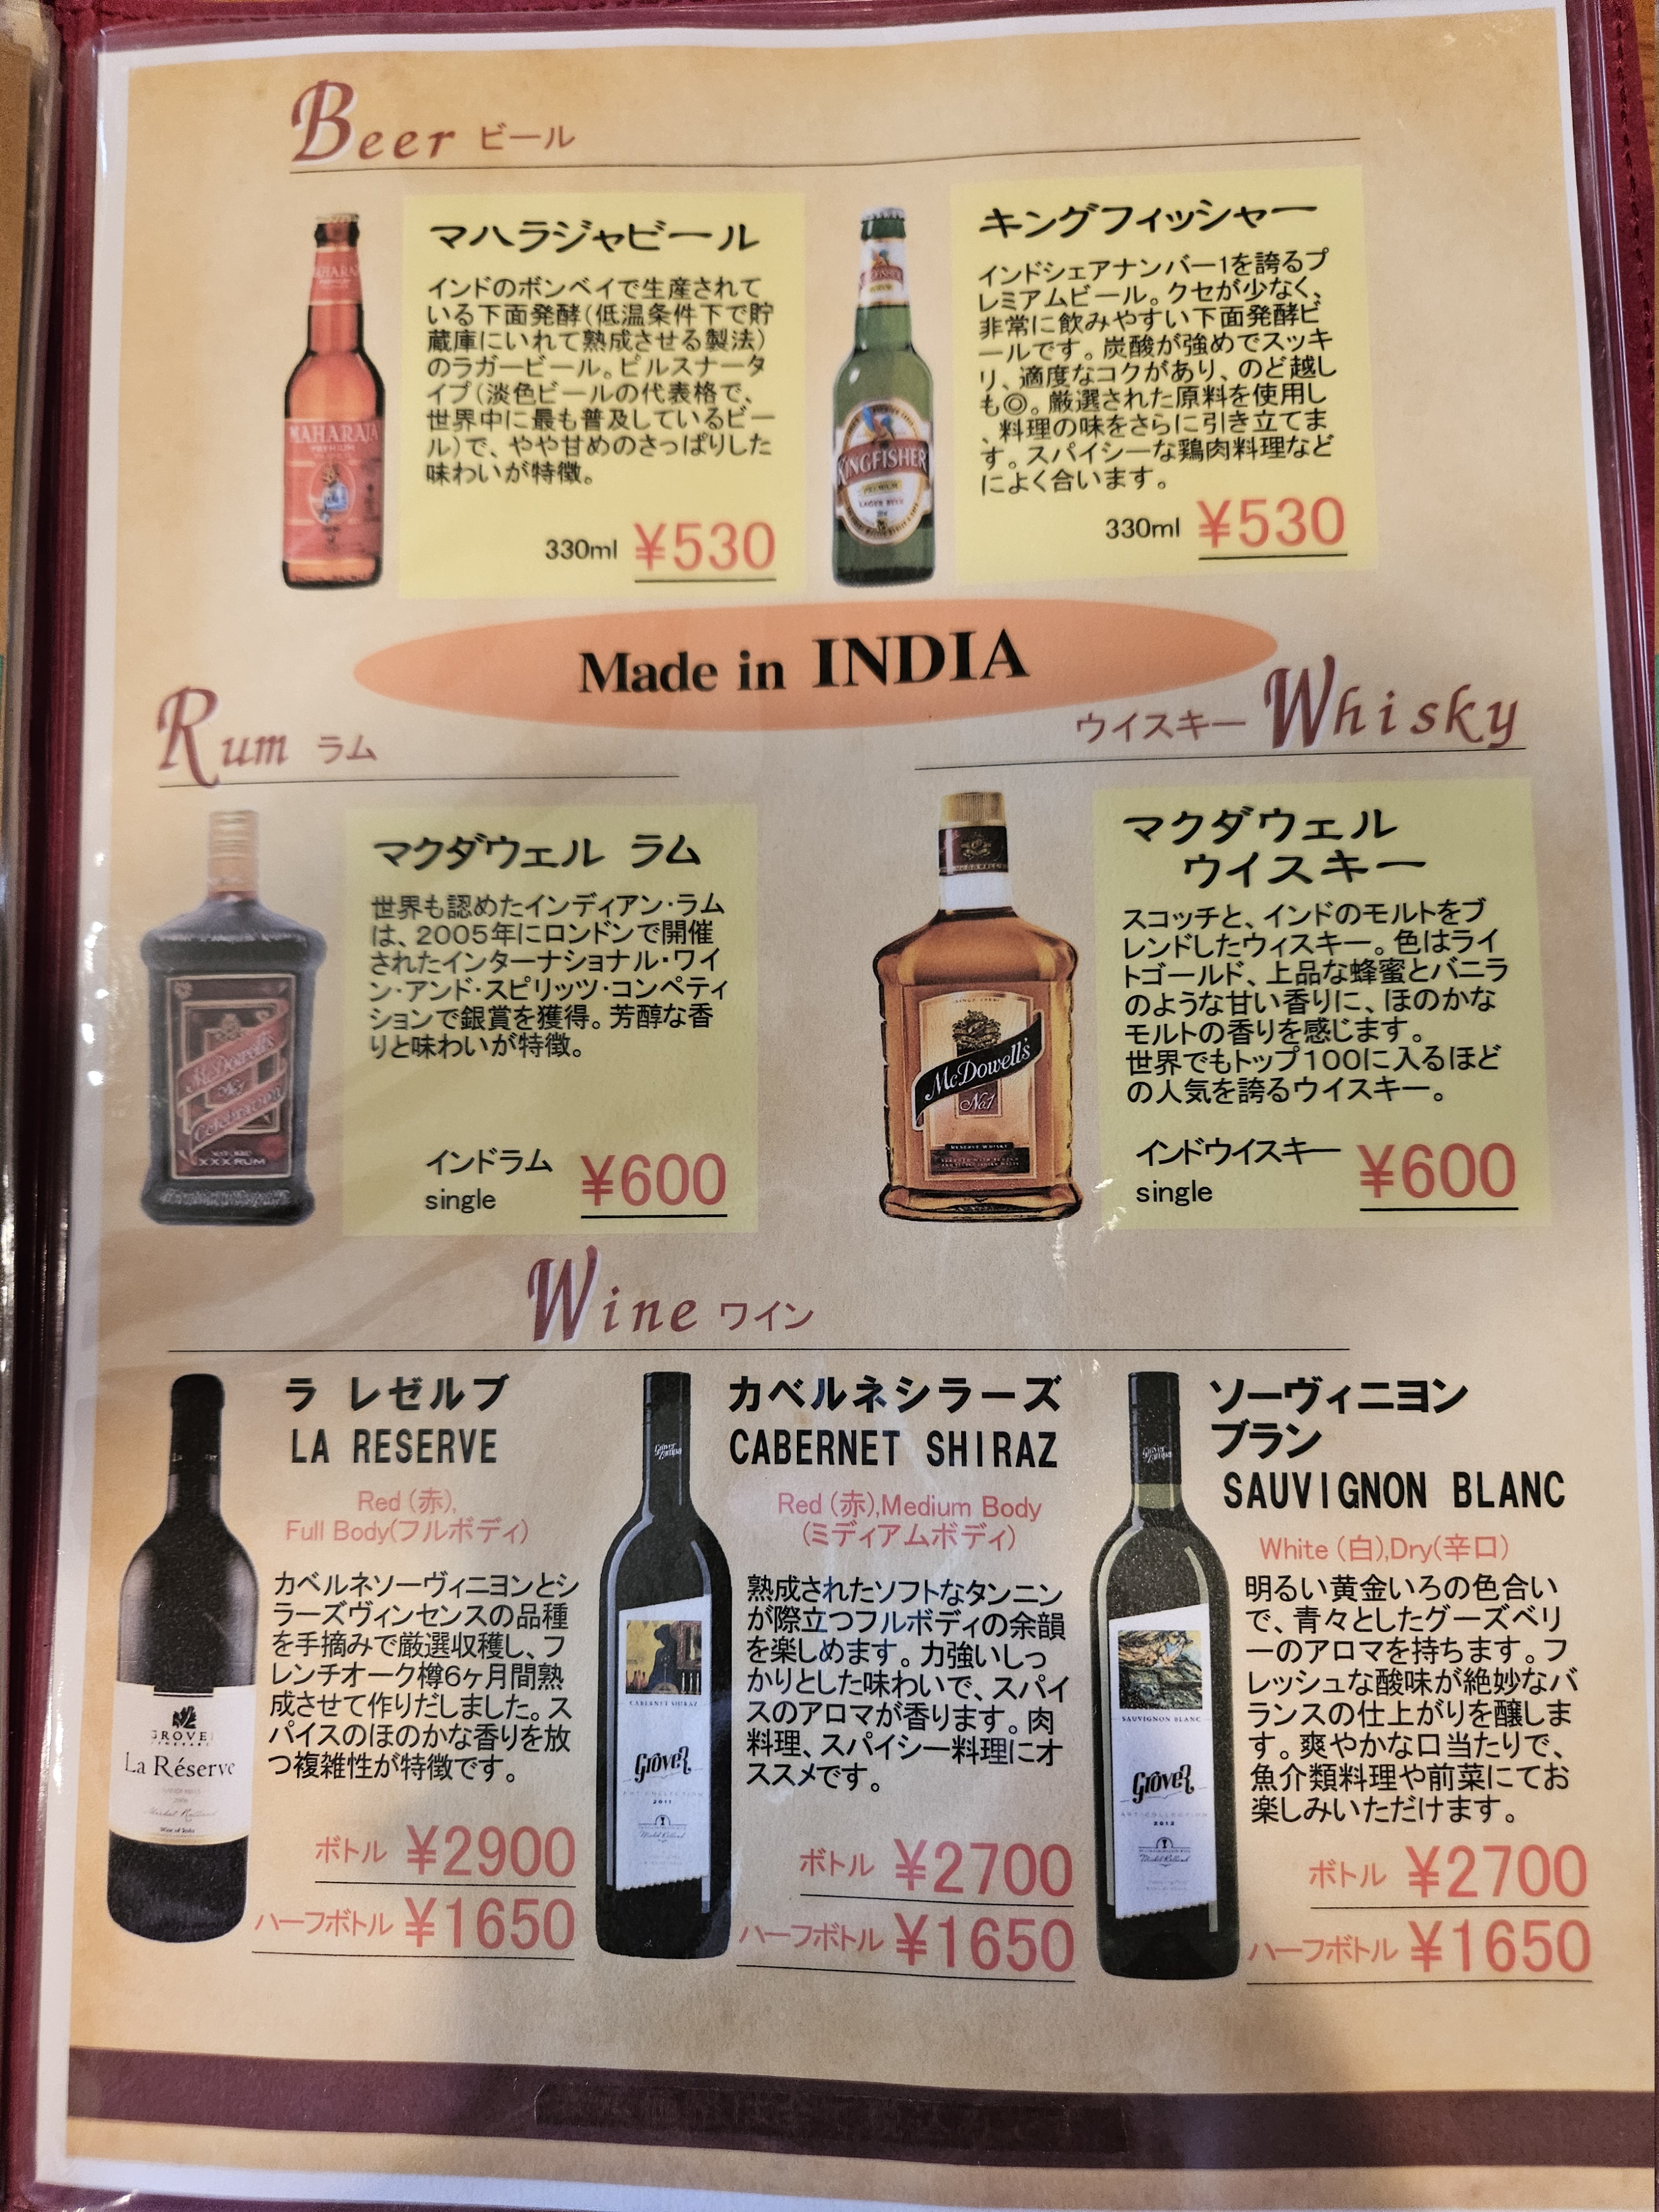 Beer ビール
マハラジャビール
インドのボンベイで生産されて
いる下面発酵(低温条件下で貯
蔵庫にいれて熟成させる製法)
のラガービール。ピルスナータ
イプ(淡色ビールの代表格で、
世界中に最も普及しているビー
ル)で、やや甘めのさっぱりした
味わいが特徴。
330ml ¥530
MAHARAJA
PREMIUM
キングフィッシャー
インドシェアナンバー1を誇るプ
レミアムビール。クセが少なく、
非常に飲みやすい下面発酵ビ
ールです。炭酸が強めでスッキ
リ、適度なコクがあり、のど越し
も◎。厳選された原料を使用し
、料理の味をさらに引き立てま
す。スパイシーな鶏肉料理など
によく合います。
330ml ¥530
KINGFISHER
PREMIUM
LAGER BEER
Made in INDIA
Rum ラム
マクダウェル ラム
世界も認めたインディアン・ラム
は、2005年にロンドンで開催
されたインターナショナル・ワイ
ン・アンド・スピリッツ・コンペティ
ションで銀賞を獲得。芳醇な香
りと味わいが特徴。
インドラム
single
¥600
McDowell's
No.1
Celebration
XXX RUM
ウイスキー Whisky
マクダウェル
ウイスキー
スコッチと、インドのモルトをブ
レンドしたウィスキー。色はライ
トゴールド、上品な蜂蜜とバニラ
のような甘い香りに、ほのかな
モルトの香りを感じます。
世界でもトップ100に入るほど
の人気を誇るウイスキー。
インドウイスキー
single
¥600
McDowell's
No.1
RESERVE WHISKY
Wine ワイン
ラ レゼルブ
LA RESERVE
Red (赤),
Full Body(フルボディ)
カベルネソーヴィニヨンとシ
ラーズヴィンセンスの品種
を手摘みで厳選収穫し、フ
レンチオーク樽6ヶ月間熟
成させて作りだしました。ス
パイスのほのかな香りを放
つ複雑性が特徴です。
ボトル ¥2900
ハーフボトル ¥1650
GROVER
VINEYARDS
La Réserve
カベルネシラーズ
CABERNET SHIRAZ
Red (赤),Medium Body
(ミディアムボディ)
熟成されたソフトなタンニン
が際立つフルボディの余韻
を楽しめます。力強いしっ
かりとした味わいで、スパイ
スのアロマが香ります。肉
料理、スパイシー料理にオ
ススメです。
ボトル ¥2700
ハーフボトル ¥1650
CABERNET SHIRAZ
Grover
ART COLLECTION
2011
ソーヴィニヨン
ブラン
SAUVIGNON BLANC
White (白),Dry(辛口)
明るい黄金いろの色合い
で、青々としたグーズベリ
ーのアロマを持ちます。フ
レッシュな酸味が絶妙なバ
ランスの仕上がりを醸しま
す。爽やかな口当たりで、
魚介類料理や前菜にてお
楽しみいただけます。
ボトル ¥2700
ハーフボトル ¥1650
SAUVIGNON BLANC
Grover
ART COLLECTION
2012